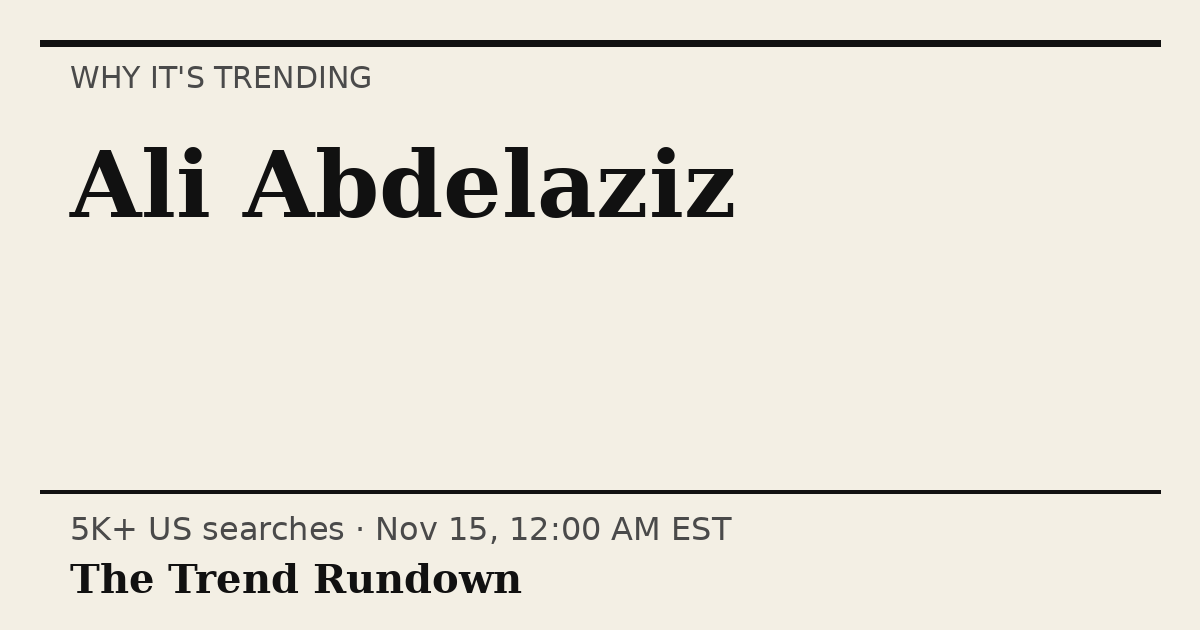 WHY IT'S TRENDING
Ali Abdelaziz
5K+ US searches · Nov 15, 12:00 AM EST
The Trend Rundown